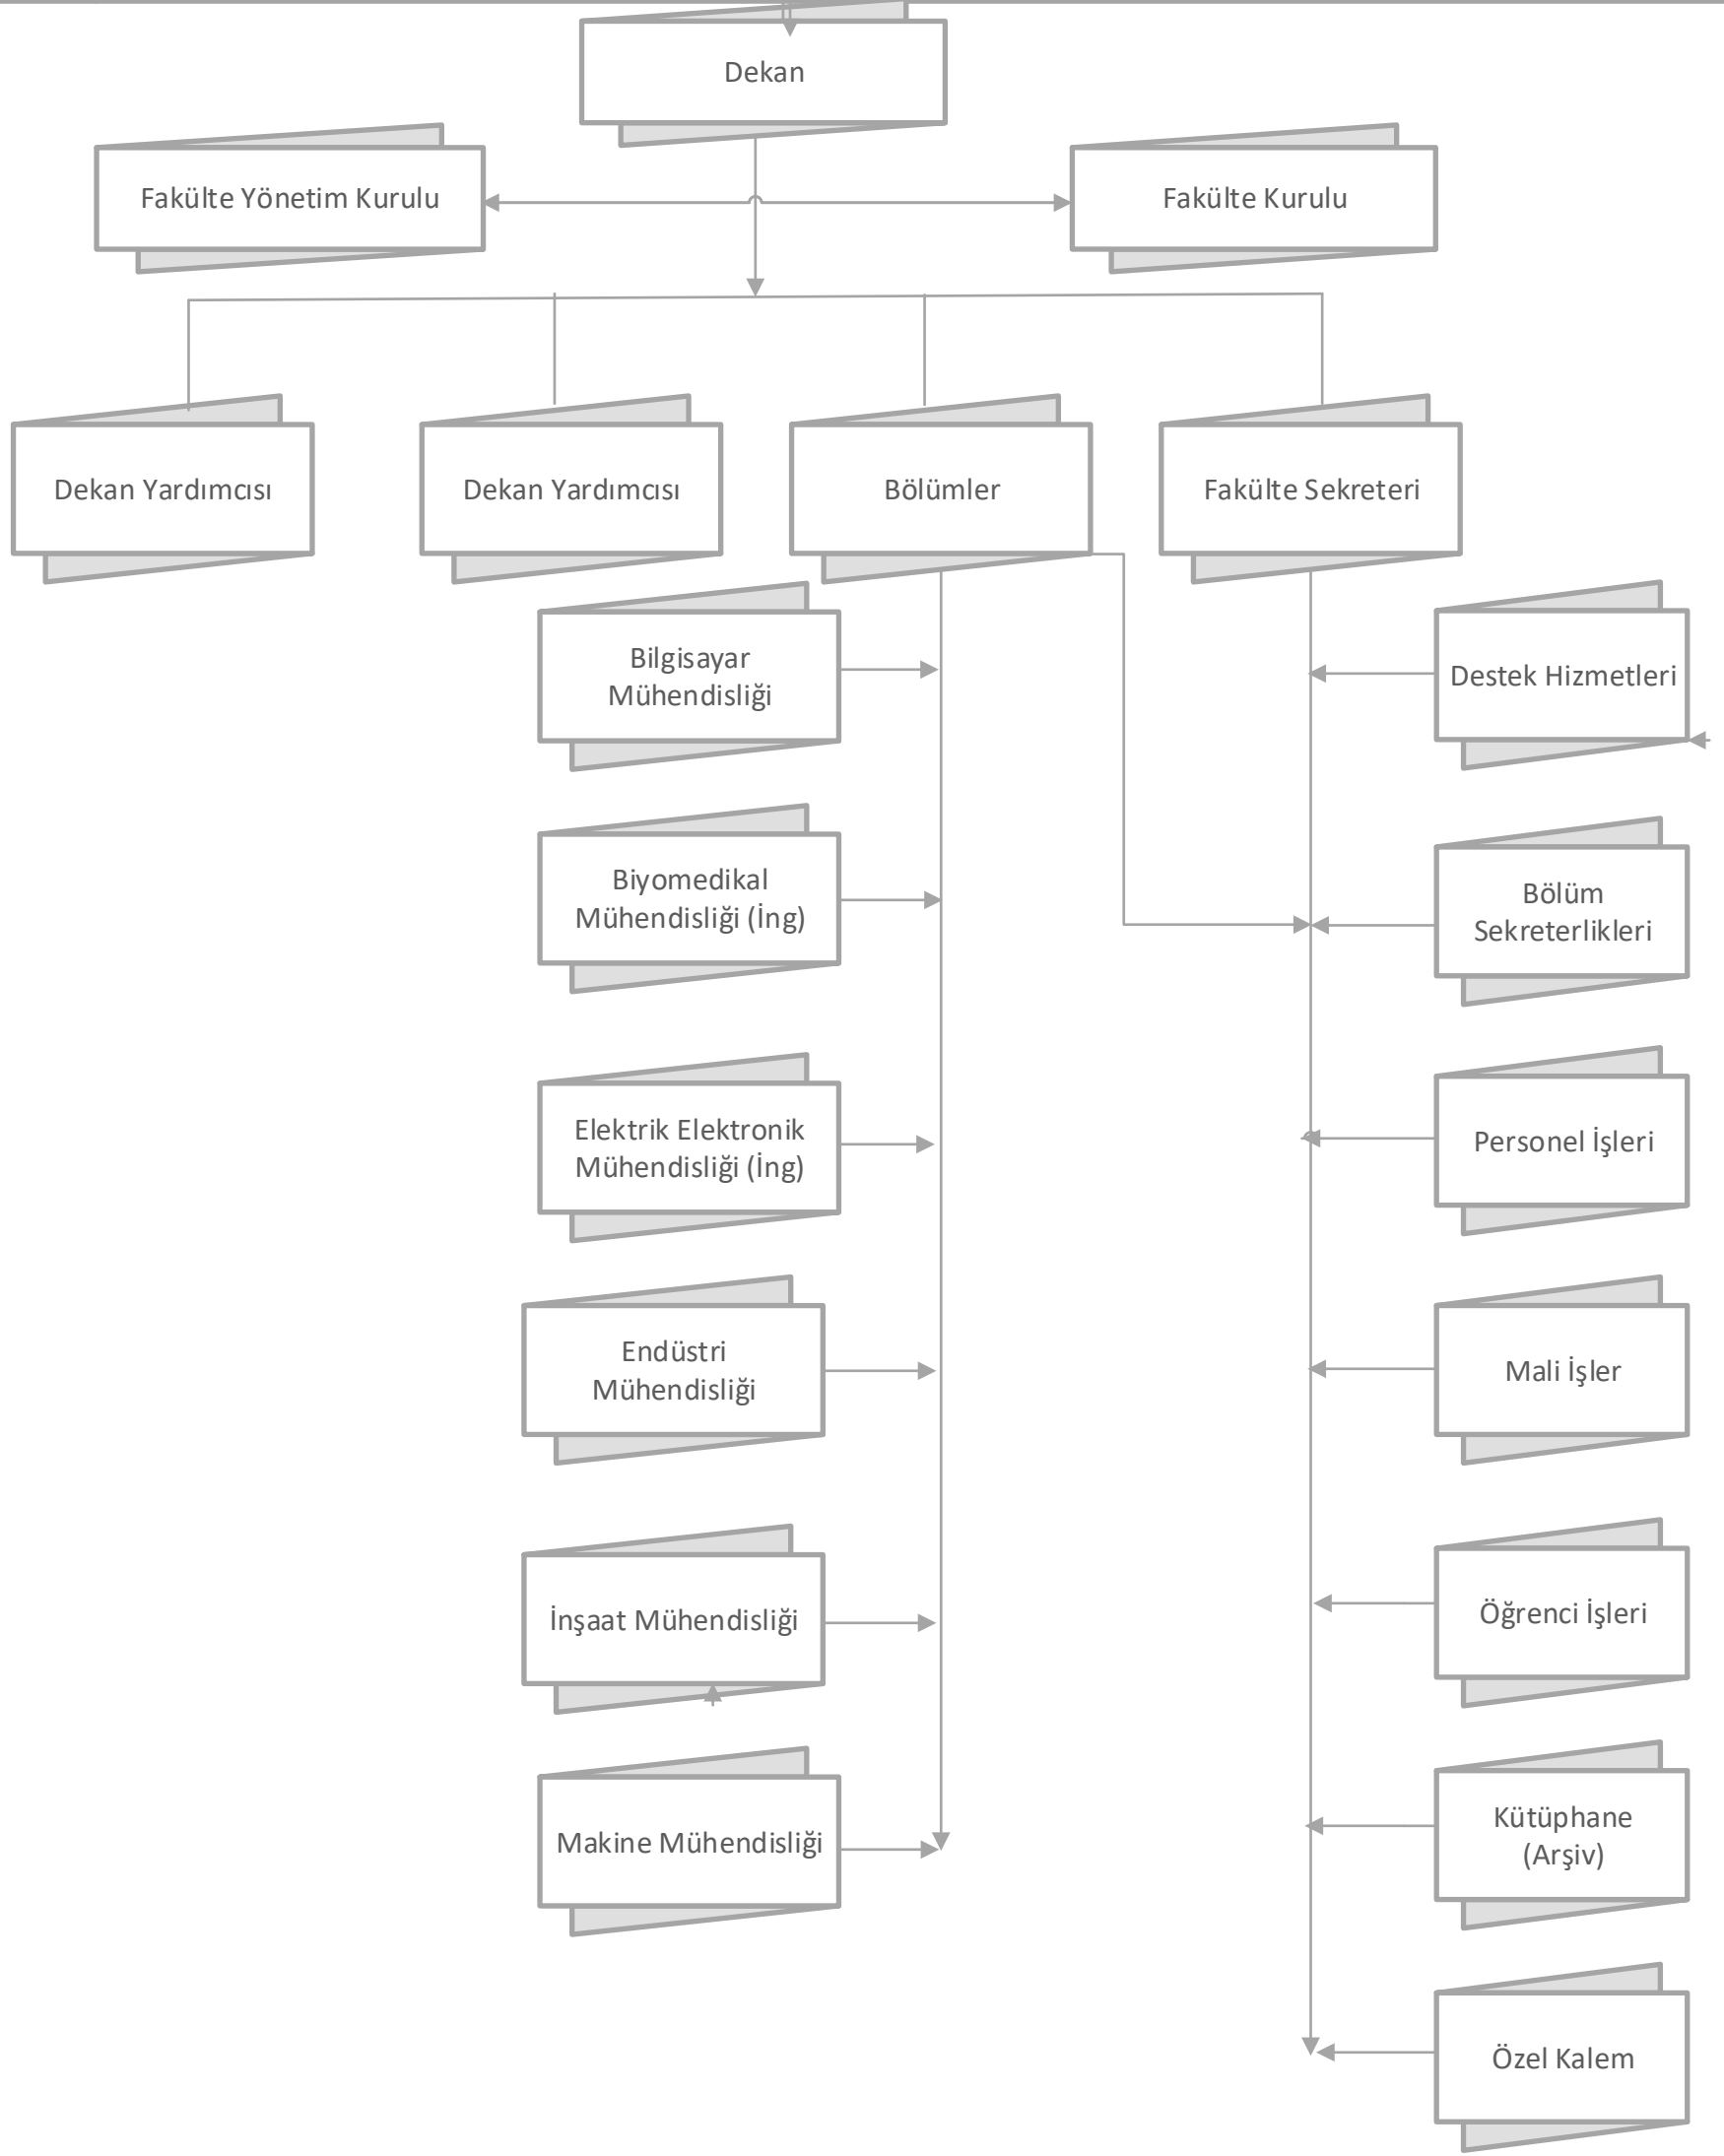 Dekan
Fakülte Yönetim Kurulu
Fakülte Kurulu
Dekan Yardımcısı
Dekan Yardımcısı
Bölümler
Fakülte Sekreteri
Bilgisayar
Mühendisliği
Biyomedikal
Mühendisliği (İng)
Elektrik Elektronik
Mühendisliği (İng)
Endüstri
Mühendisliği
İnşaat Mühendisliği
Makine Mühendisliği
Destek Hizmetleri
Bölüm
Sekreterlikleri
Personel İşleri
Mali İşler
Öğrenci İşleri
Kütüphane
(Arşiv)
Özel Kalem